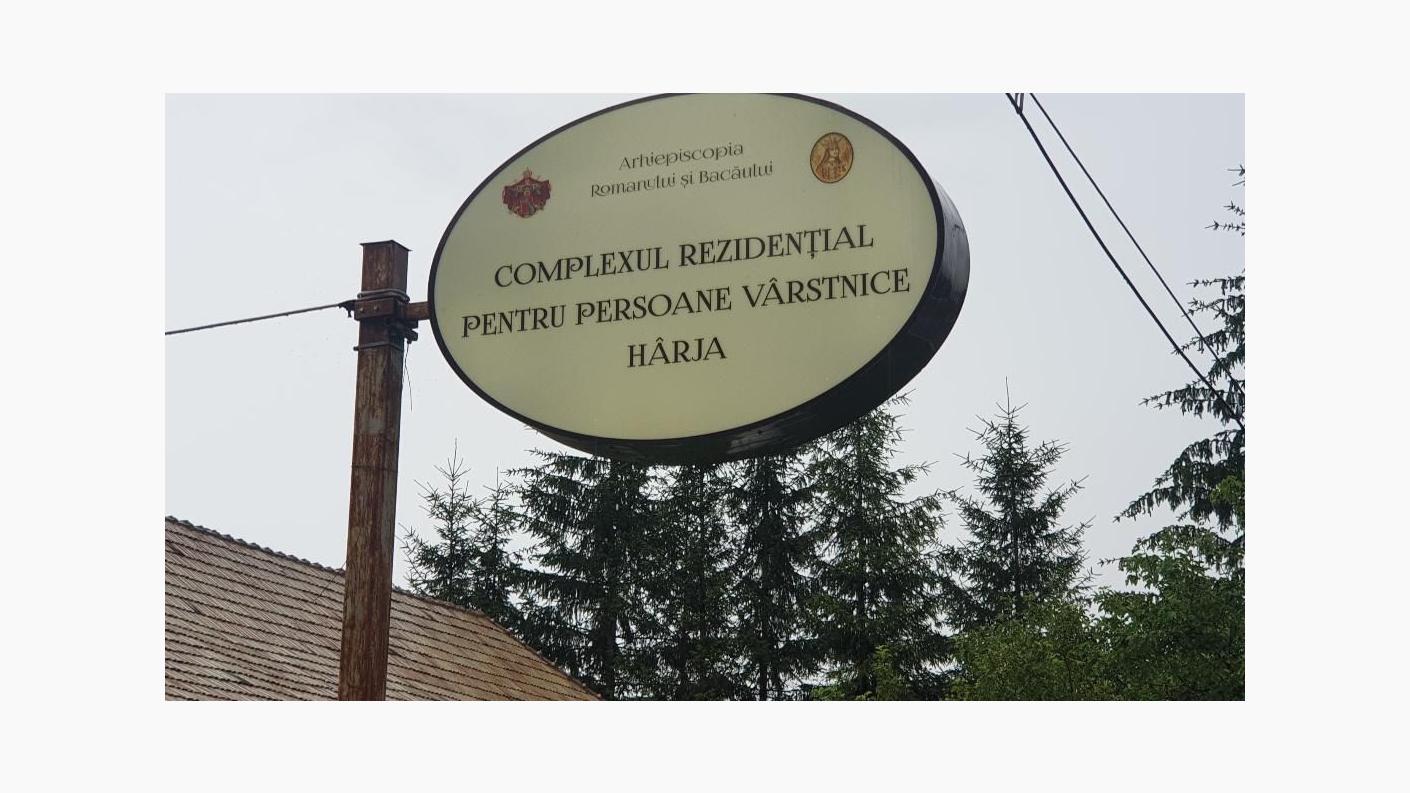 Arhiepiscopia
Romanului și Bacăului
COMPLEXUL REZIDENȚIAL
PENTRU PERSOANE VÂRSTNICE
HÂRJA